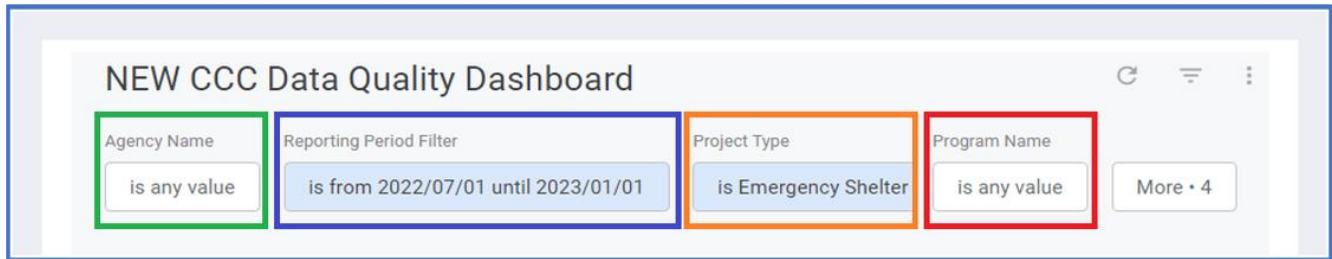 NEW CCC Data Quality Dashboard
Agency Name Reporting Period Filter Project Type Program Name
is any value is from 2022/07/01 until 2023/01/01 is Emergency Shelter is any value More • 4